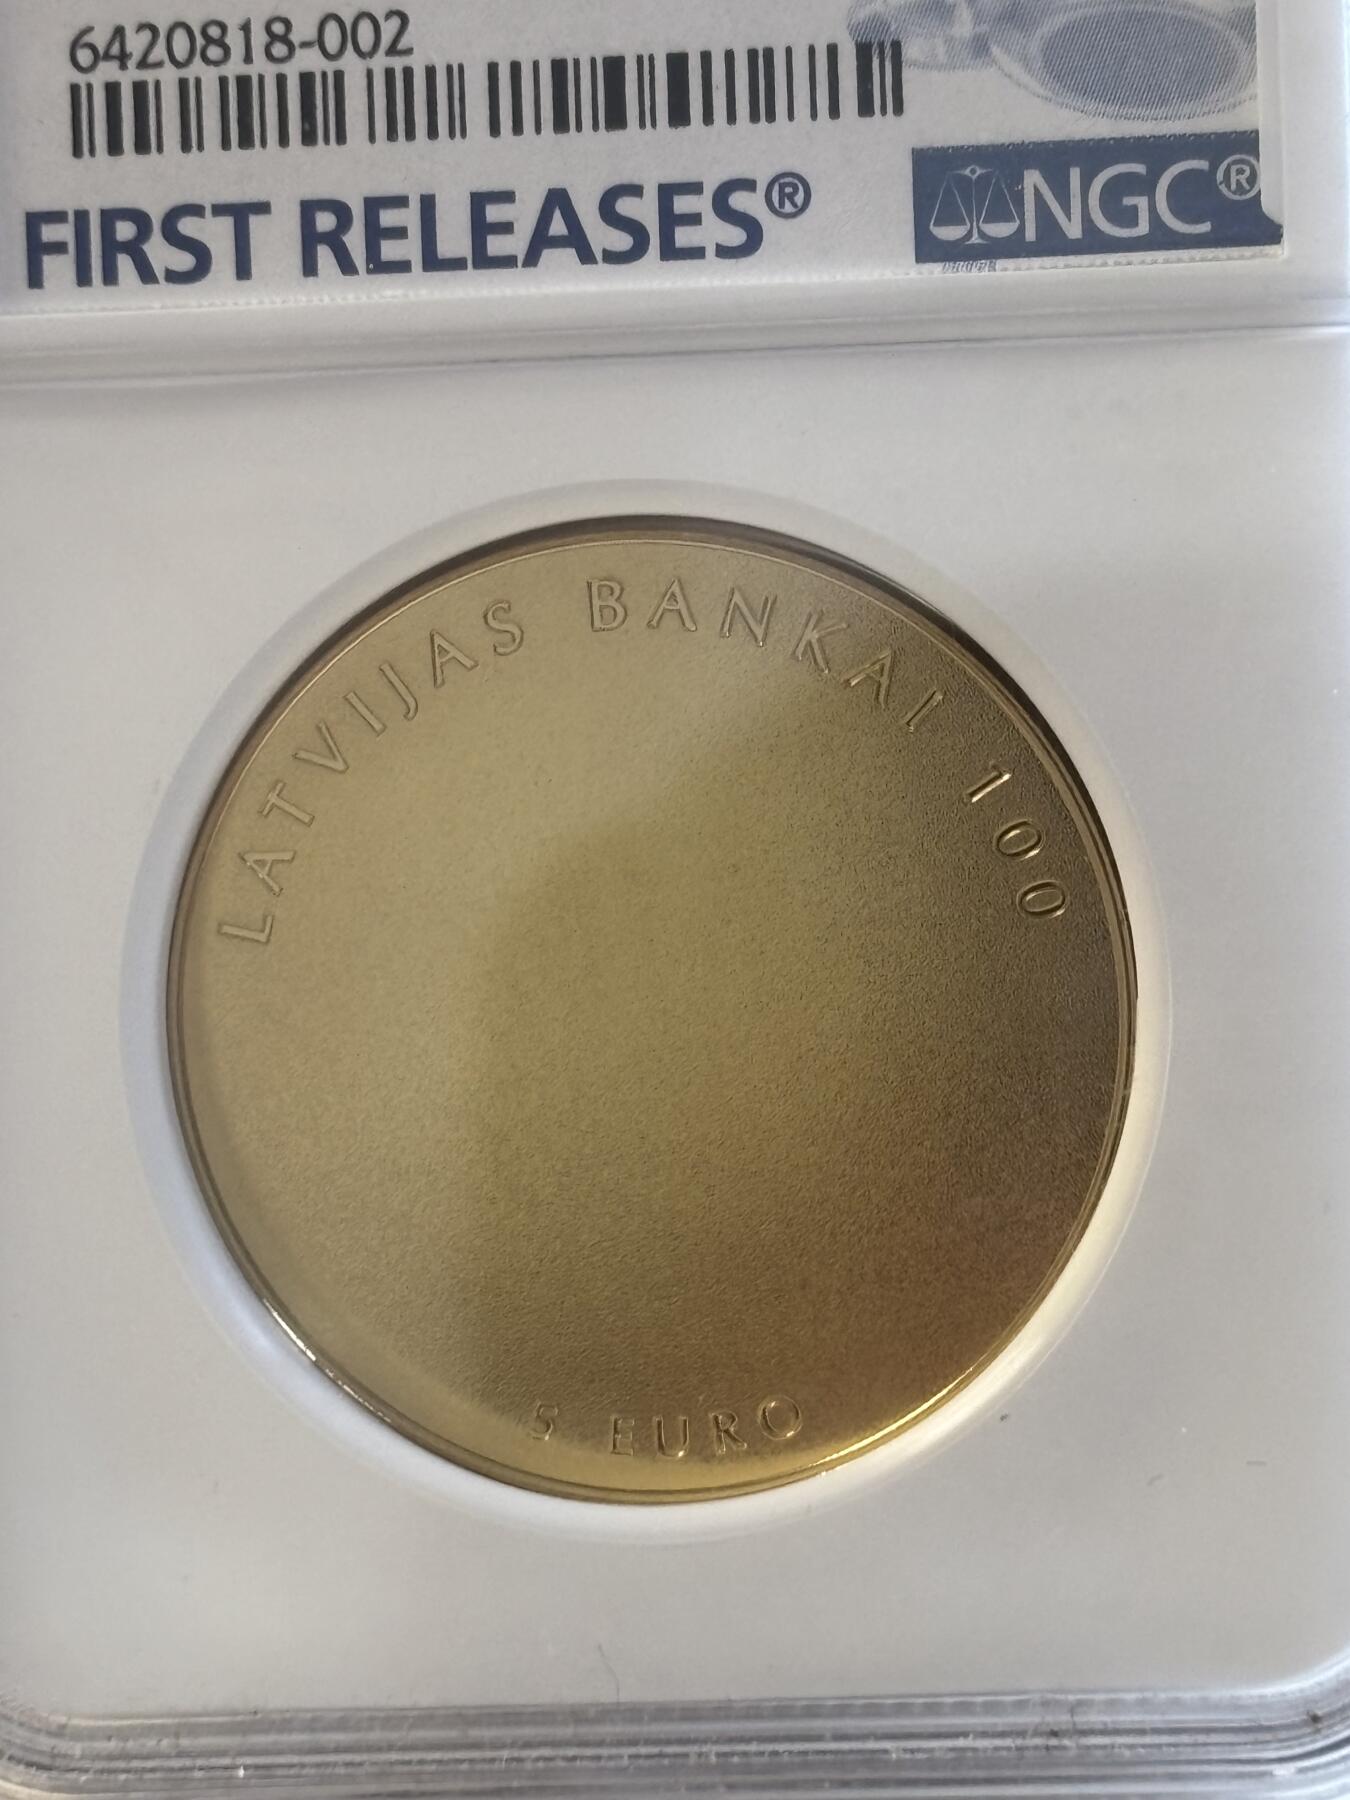 6420818-002
FIRST RELEASES®
NGC®
LATVIJAS BANKAI 100
5 EURO